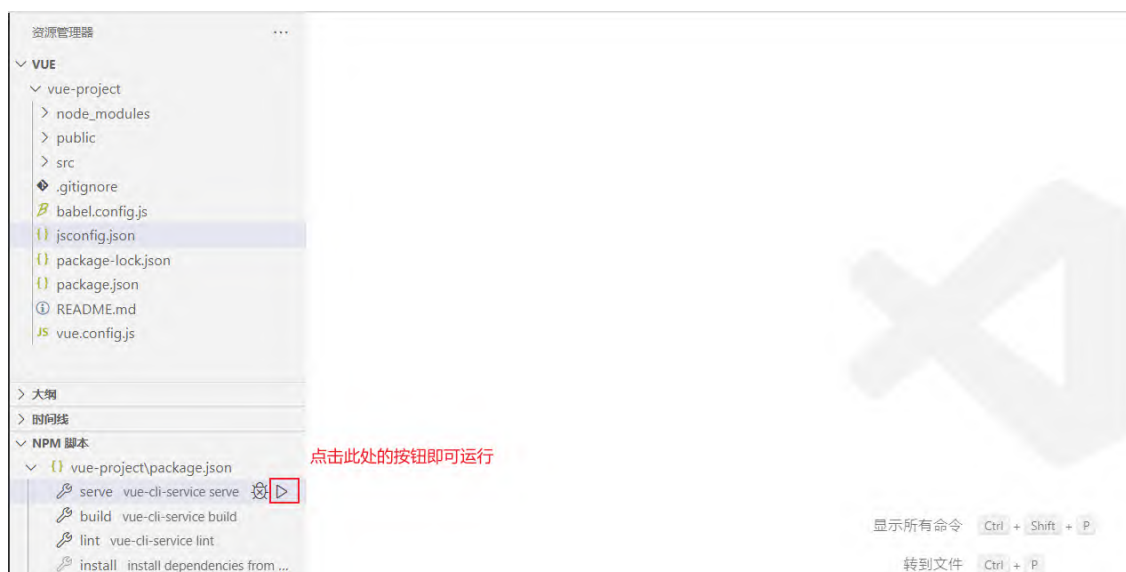 资源管理器 ···
VUE
vue-project
node_modules
public
src
.gitignore
babel.config.js
jsconfig.json
package-lock.json
package.json
README.md
JS vue.config.js
大纲
时间线
NPM 脚本
点击此处的按钮即可运行
vue-project\package.json
serve vue-cli-service serve
build vue-cli-service build
lint vue-cli-service lint
install install dependencies from ...
显示所有命令 Ctrl + Shift + P
转到文件 Ctrl + P